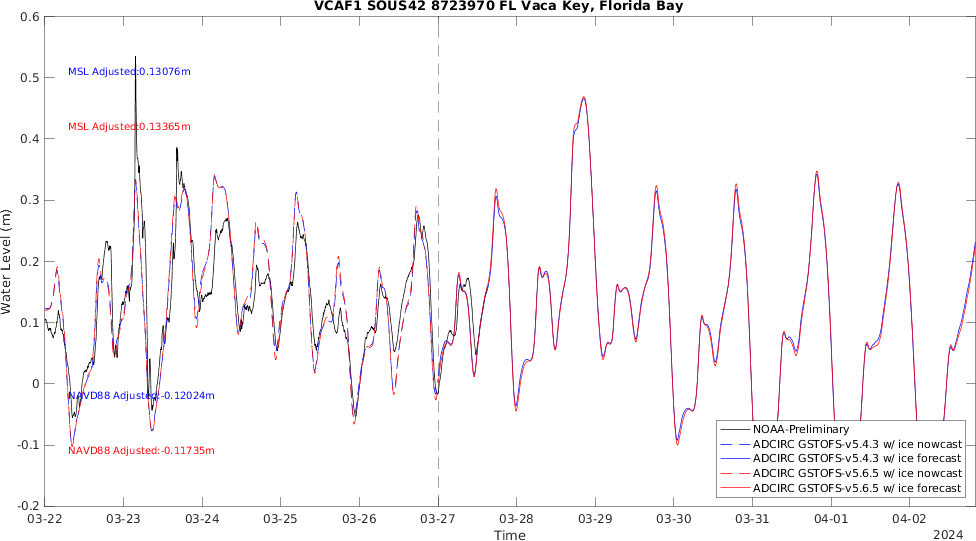 VCAF1 SOUS42 8723970 FL Vaca Key, Florida Bay
Water Level (m)
0.6
0.5
0.4
0.3
0.2
0.1
0
-0.1
-0.2
MSL Adjusted:0.13076m
MSL Adjusted:0.13365m
NAVD88 Adjusted:-0.12024m
NAVD88 Adjusted:-0.11735m
NOAA-Preliminary
ADCIRC GSTOFS-v5.4.3 w/ ice nowcast
ADCIRC GSTOFS-v5.4.3 w/ ice forecast
ADCIRC GSTOFS-v5.6.5 w/ ice nowcast
ADCIRC GSTOFS-v5.6.5 w/ ice forecast
03-22 03-23 03-24 03-25 03-26 03-27 03-28 03-29 03-30 03-31 04-01 04-02
Time
2024